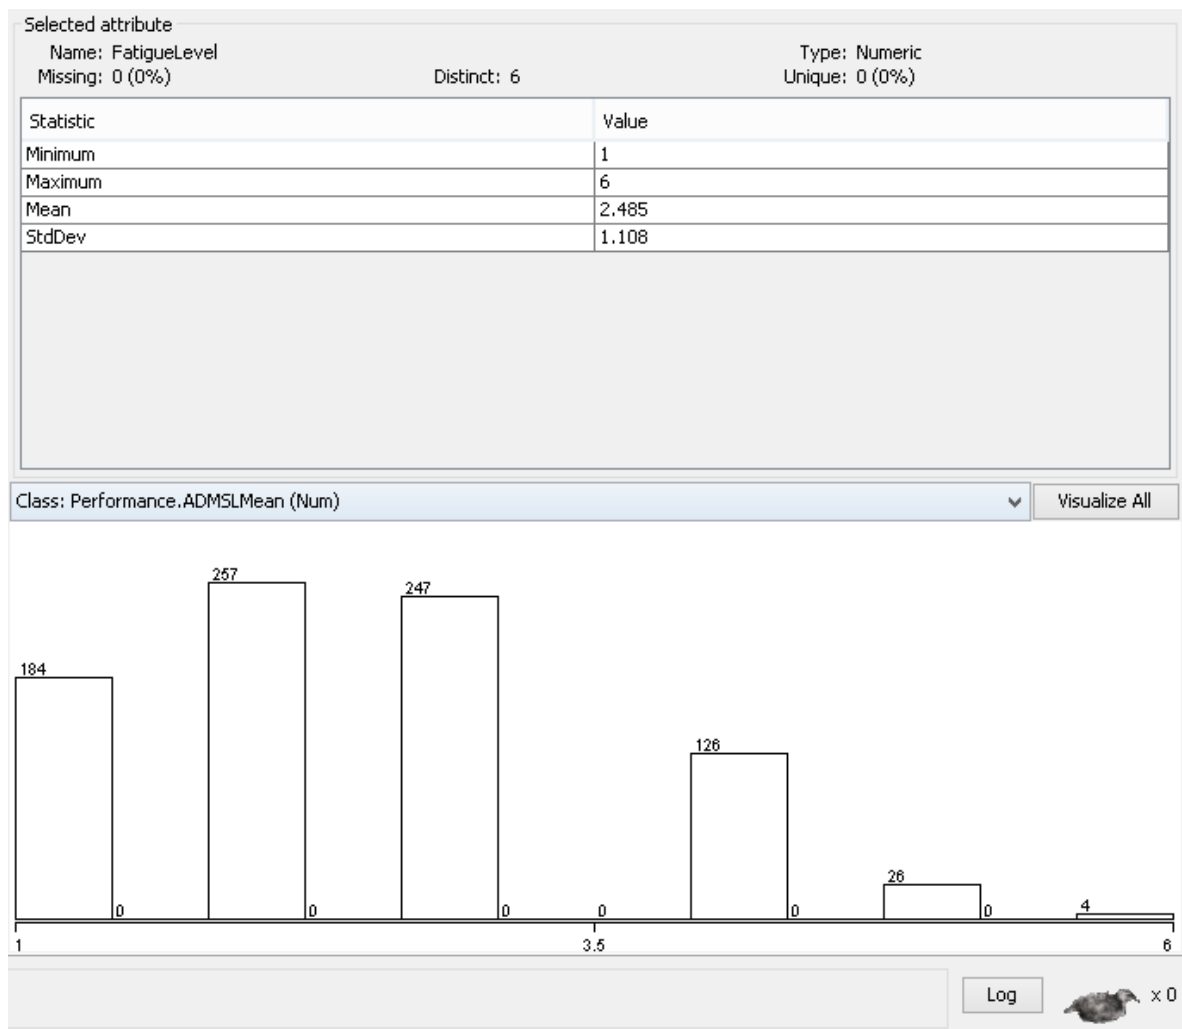 Selected attribute
Name: FatigueLevel Type: Numeric
Missing: 0 (0%) Distinct: 6 Unique: 0 (0%)
Statistic Value
Minimum 1
Maximum 6
Mean 2.485
StdDev 1.108
Class: Performance.ADMSLMean (Num) Visualize All
257
247
184
126
26
4
0 0 0 0 0 0
1 3.5 6
Log x 0